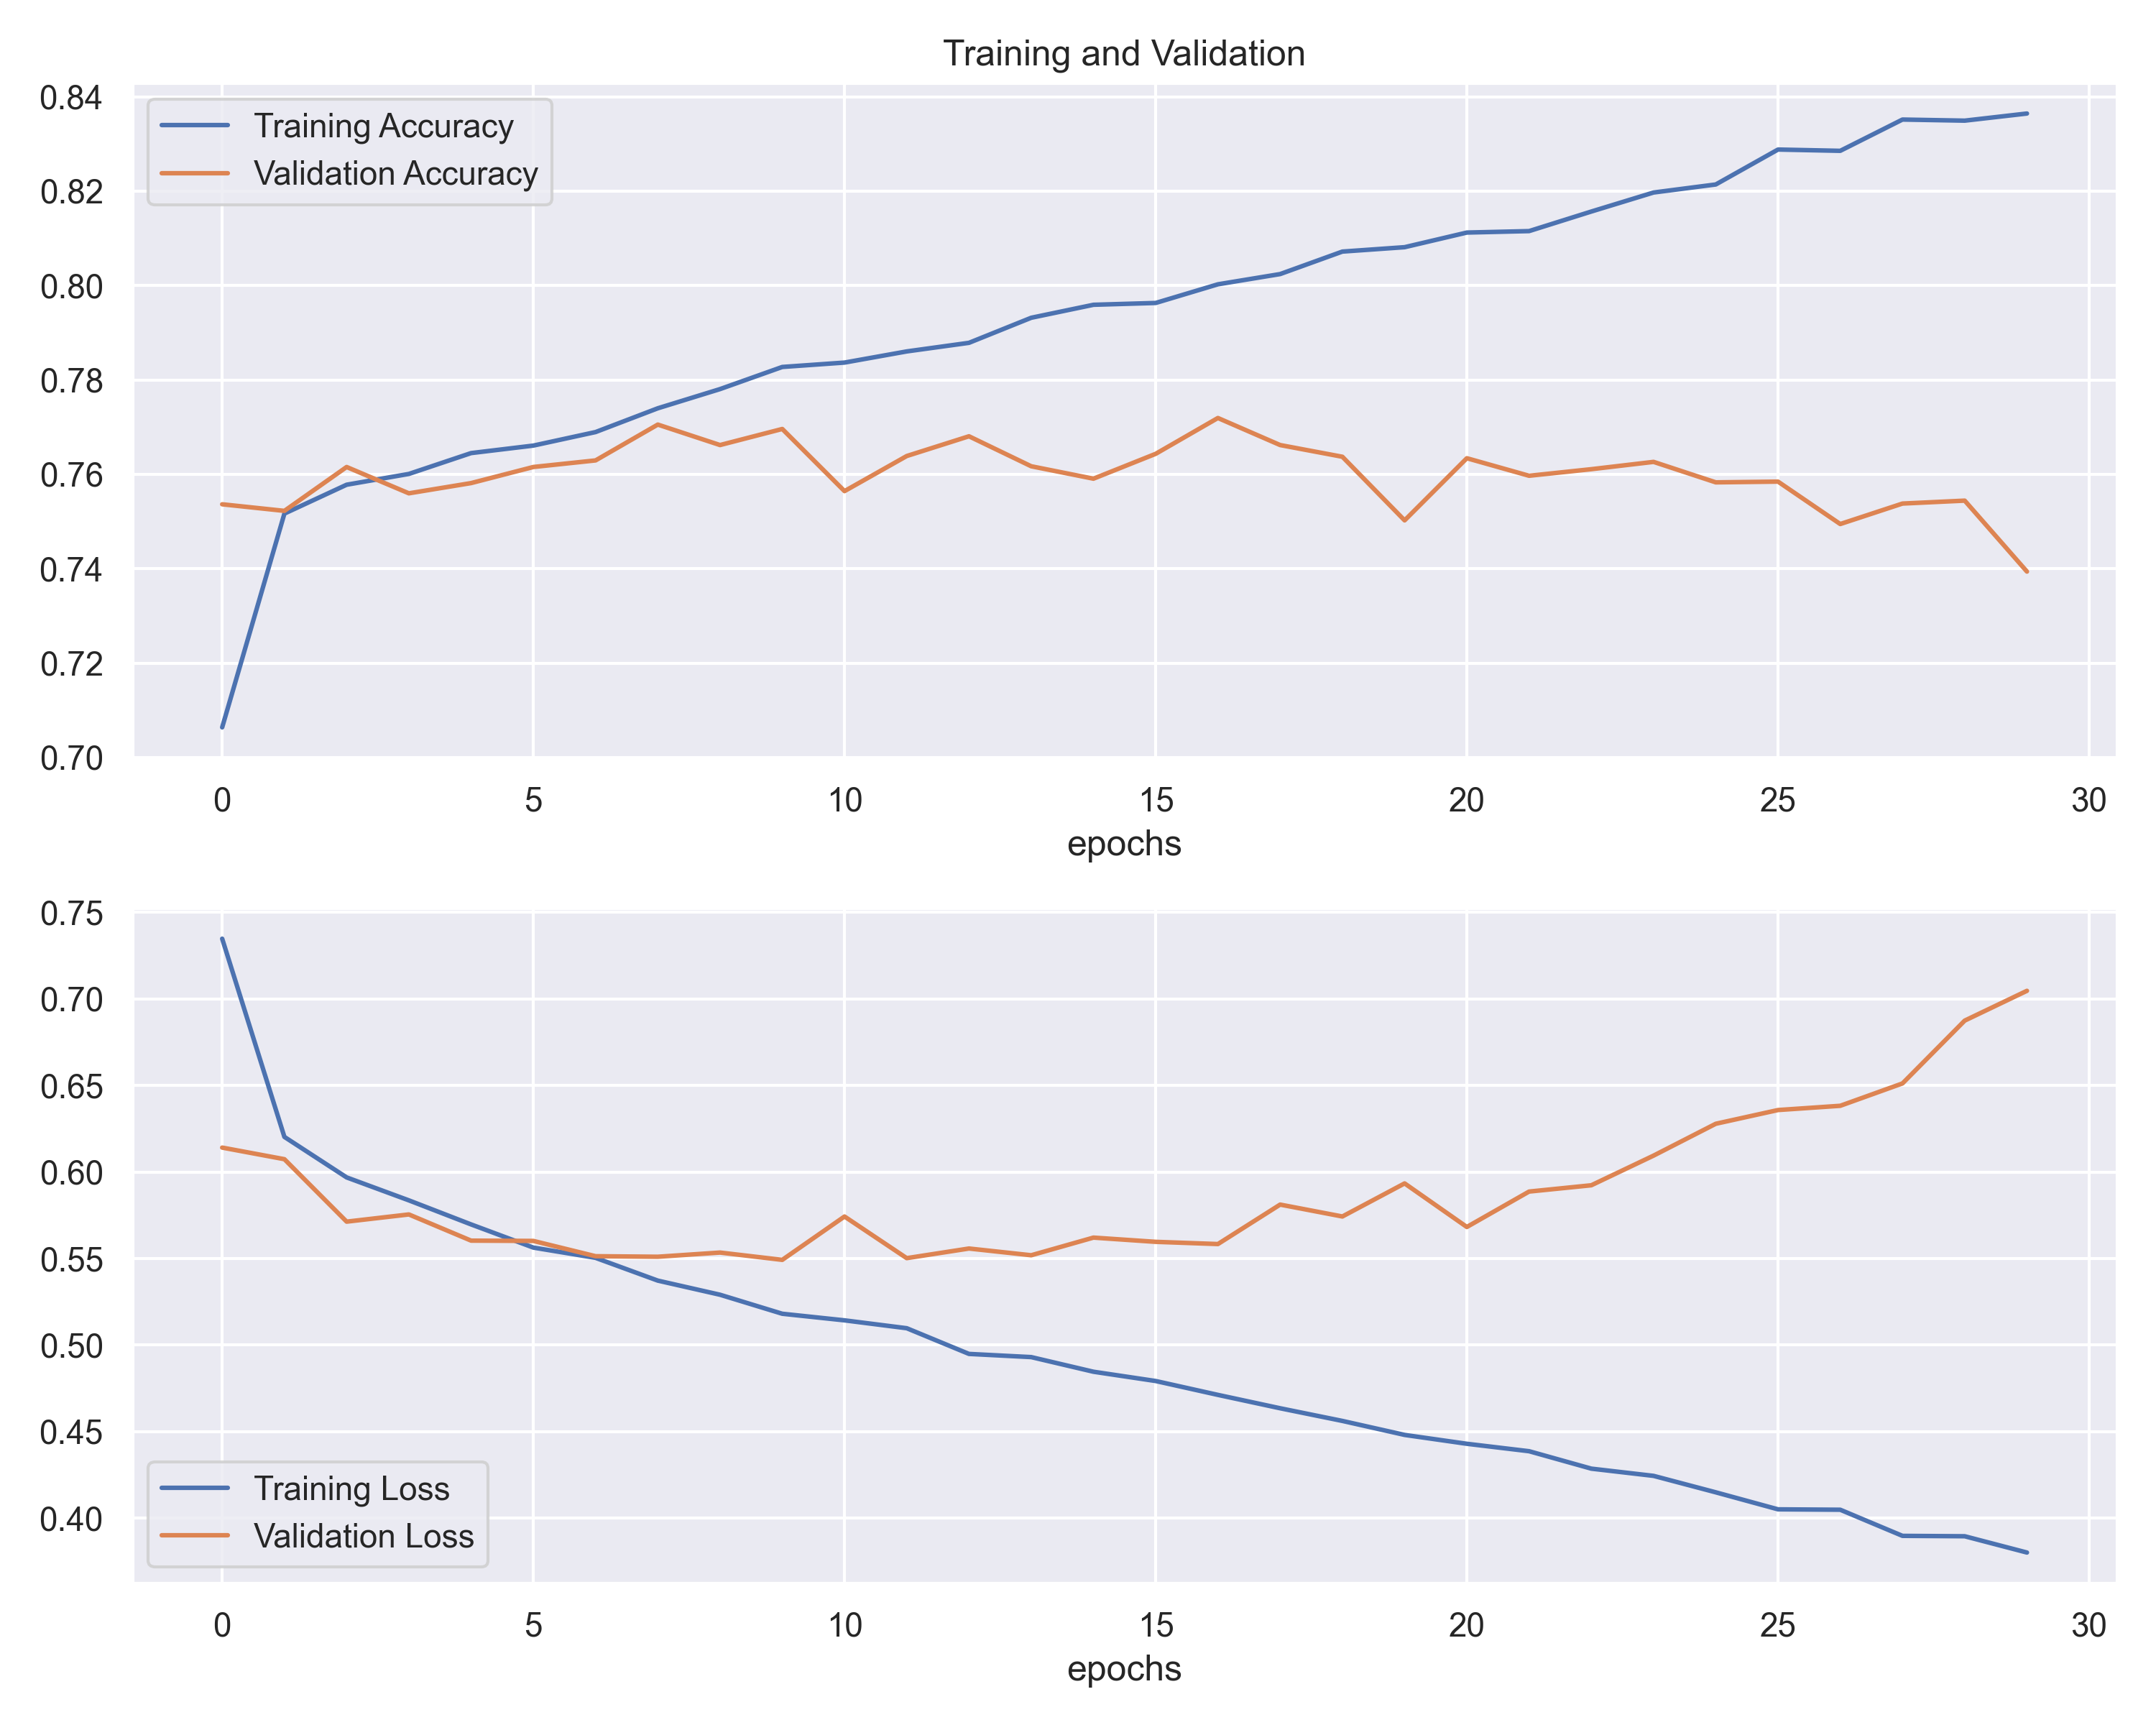 Training and Validation
0.84
0.82
0.80
0.78
0.76
0.74
0.72
0.70
Training Accuracy
Validation Accuracy
0 5 10 15 20 25 30
epochs
0.75
0.70
0.65
0.60
0.55
0.50
0.45
0.40
Training Loss
Validation Loss
0 5 10 15 20 25 30
epochs